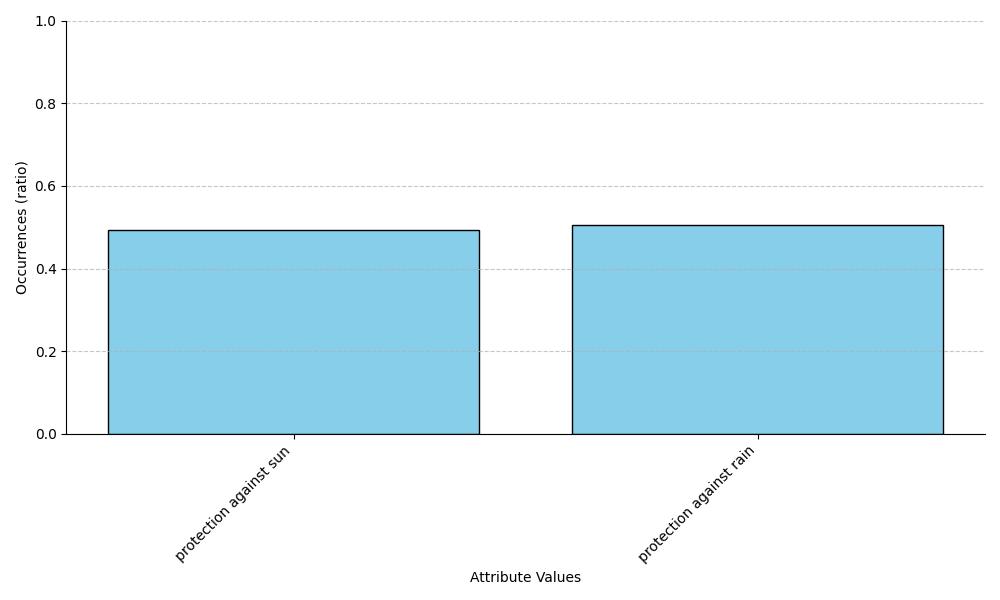 1.0
0.8
0.6
0.4
0.2
0.0
Occurrences (ratio)
protection against sun
protection against rain
Attribute Values